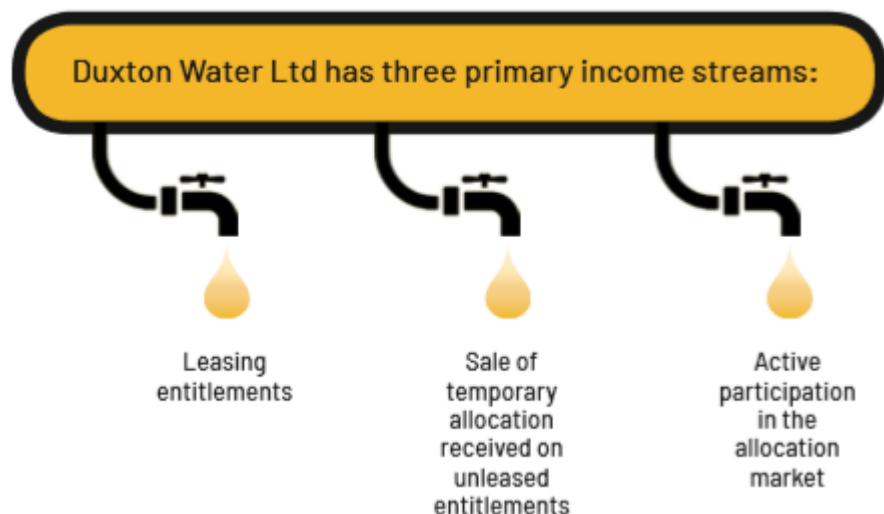 Duxton Water Ltd has three primary income streams:
Leasing
entitlements
Sale of
temporary
allocation
received on
unleased
entitlements
Active
participation
in the
allocation
market